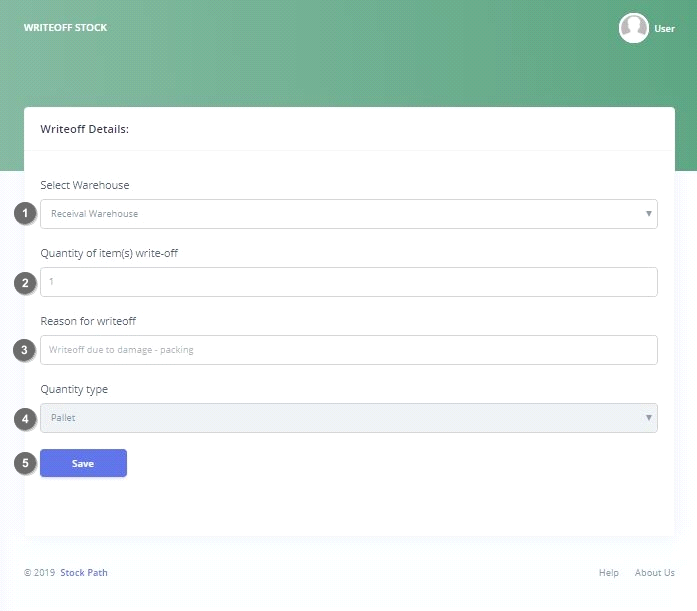 WRITEOFF STOCK
User
Writeoff Details:
Select Warehouse
1
Receival Warehouse
Quantity of item(s) write-off
2
1
Reason for writeoff
3
Writeoff due to damage - packing
Quantity type
4
Pallet
5
Save
© 2019 Stock Path
Help
About Us